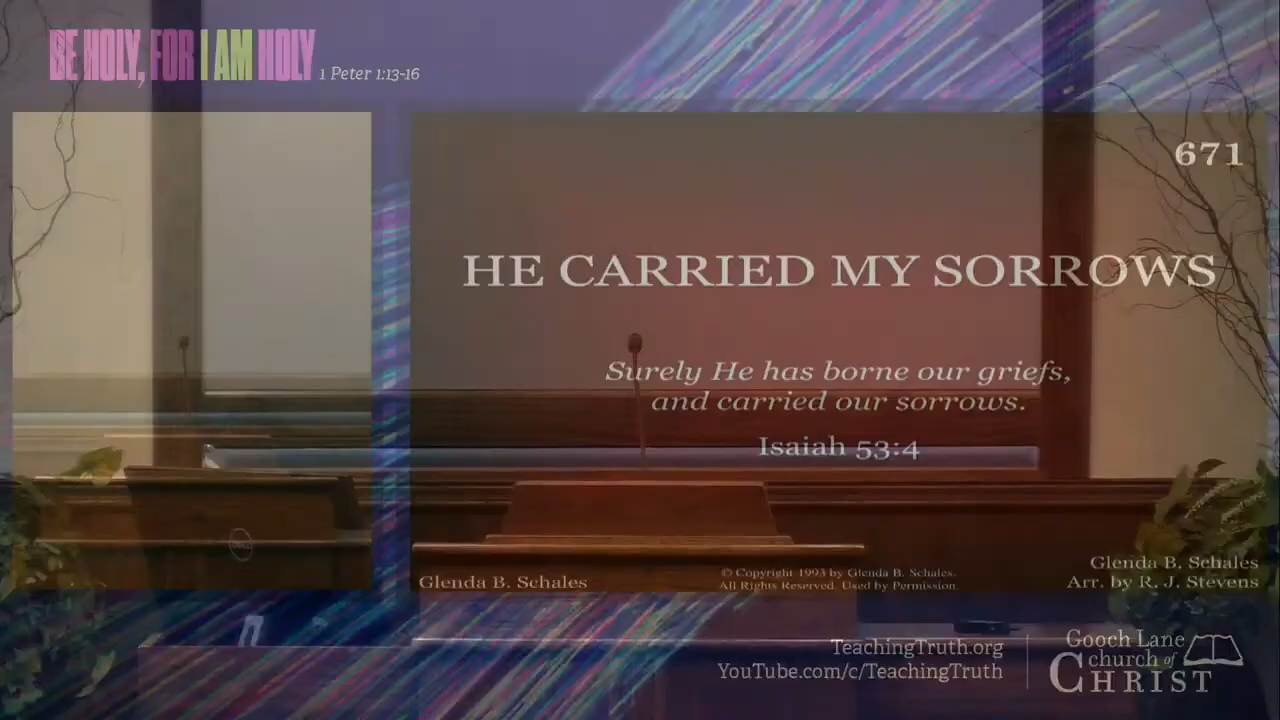 BE HOLY, FOR I AM HOLY 1 Peter 1:13-16
671
HE CARRIED MY SORROWS
Surely He has borne our griefs,
and carried our sorrows.
Isaiah 53:4
Glenda B. Schales
© Copyright 1993 by Glenda B. Schales.
All Rights Reserved. Used by Permission.
Glenda B. Schales
Arr. by R. J. Stevens
TeachingTruth.org
YouTube.com/c/TeachingTruth
Gooch Lane
church of
CHRIST
DELL